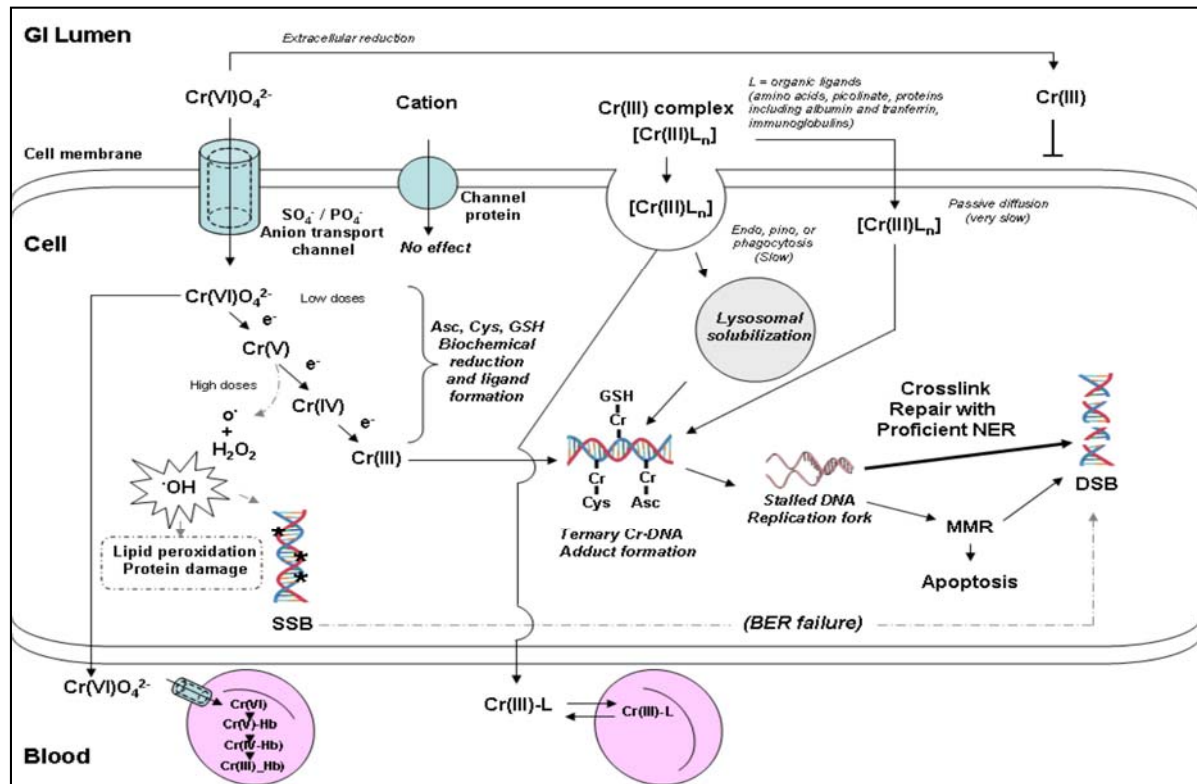 GI Lumen
Extracellular reduction
Cr(VI)O₄²⁻
Cation
Cr(III) complex
[Cr(III)Lₙ]
L = organic ligands
(amino acids, picolinate, proteins
including albumin and tranferrin,
immunoglobulins)
Cr(III)
Cell membrane
SO₄⁻ / PO₄⁻
Anion transport
channel
Channel
protein
No effect
[Cr(III)Lₙ]
Endo, pino, or
phagocytosis
(Slow)
Passive diffusion
(very slow)
[Cr(III)Lₙ]
Cell
Cr(VI)O₄²⁻
Low doses
e⁻
Cr(V)
e⁻
High doses
Cr(IV)
e⁻
Cr(III)
Asc, Cys, GSH
Biochemical
reduction
and ligand
formation
Lysosomal
solubilization
o˙
+
H₂O₂
˙OH
Lipid peroxidation
Protein damage
SSB
GSH
Cr
Cr
Cys
Cr
Asc
Ternary Cr-DNA
Adduct formation
Stalled DNA
Replication fork
Crosslink
Repair with
Proficient NER
DSB
MMR
Apoptosis
(BER failure)
Cr(VI)O₄²⁻
Cr(VI)
Cr(V)-Hb
Cr(IV-Hb)
Cr(III)_Hb)
Cr(III)-L
Cr(III)-L
Blood